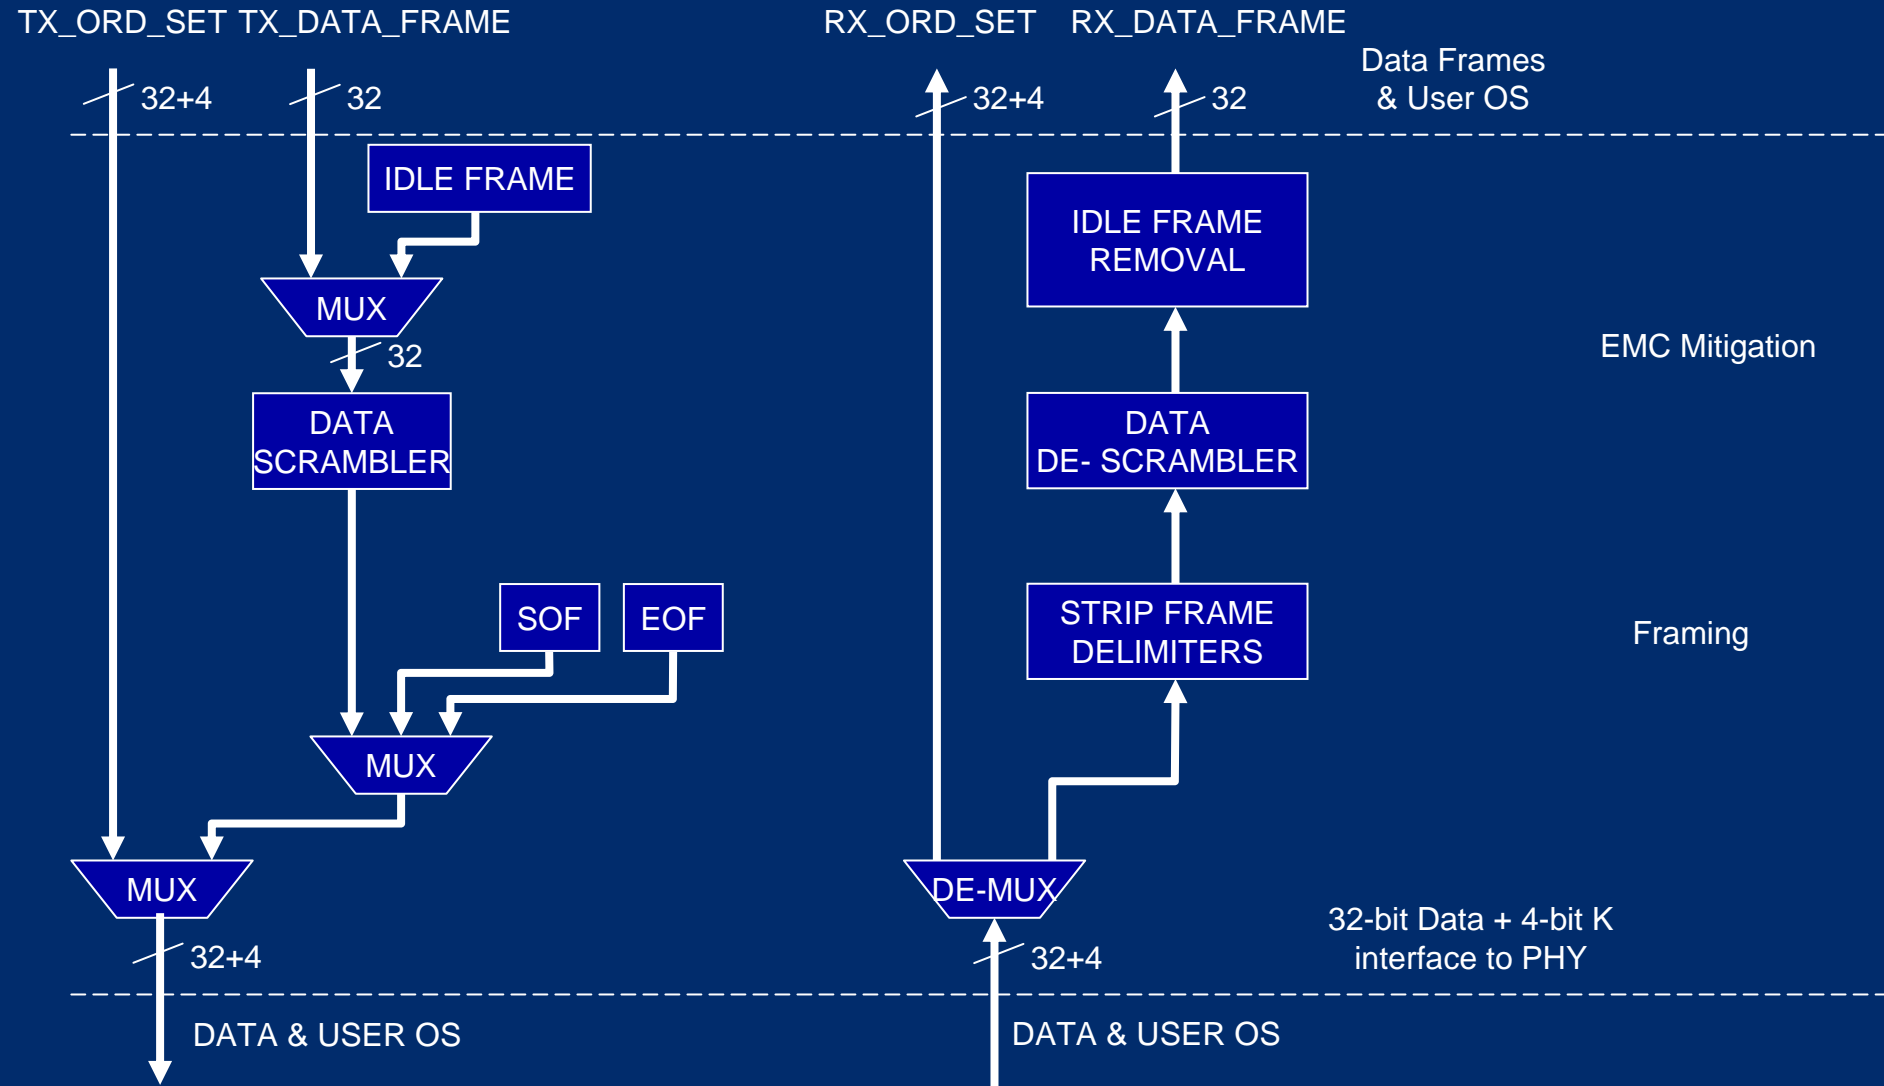 TX_ORD_SET TX_DATA_FRAME
RX_ORD_SET RX_DATA_FRAME
Data Frames
& User OS
32+4
32
32+4
32
IDLE FRAME
IDLE FRAME
REMOVAL
MUX
32
EMC Mitigation
DATA
SCRAMBLER
DATA
DE- SCRAMBLER
SOF
EOF
STRIP FRAME
DELIMITERS
Framing
MUX
MUX
DE-MUX
32-bit Data + 4-bit K
interface to PHY
32+4
32+4
DATA & USER OS
DATA & USER OS